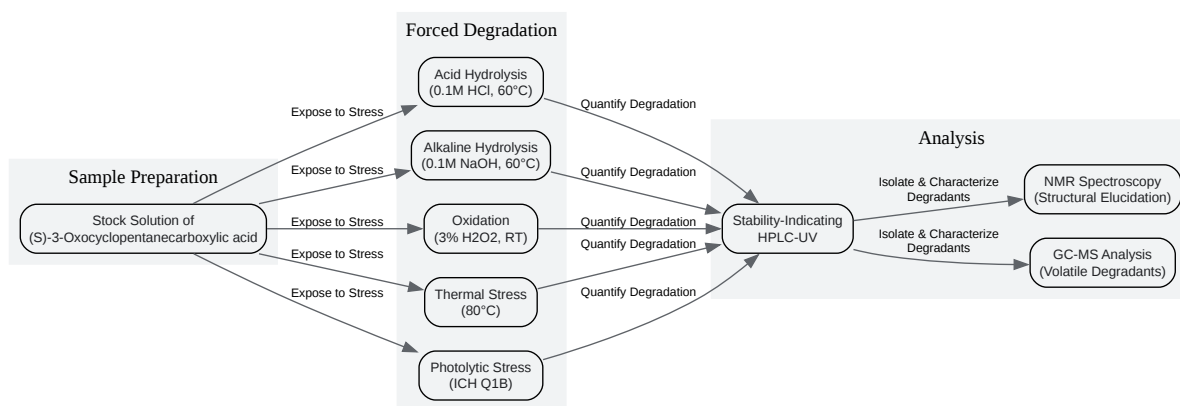 Forced Degradation
Acid Hydrolysis
(0.1M HCl, 60°C)
Expose to Stress
Quantify Degradation
Analysis
Alkaline Hydrolysis
(0.1M NaOH, 60°C)
Expose to Stress
Quantify Degradation
Sample Preparation
Isolate & Characterize
Degradants
NMR Spectroscopy
(Structural Elucidation)
Stock Solution of
(S)-3-Oxocyclopentanecarboxylic acid
Expose to Stress
Oxidation
(3% H2O2, RT)
Quantify Degradation
Stability-Indicating
HPLC-UV
Isolate & Characterize
Degradants
Quantify Degradation
Expose to Stress
GC-MS Analysis
(Volatile Degradants)
Thermal Stress
(80°C)
Expose to Stress
Quantify Degradation
Photolytic Stress
(ICH Q1B)